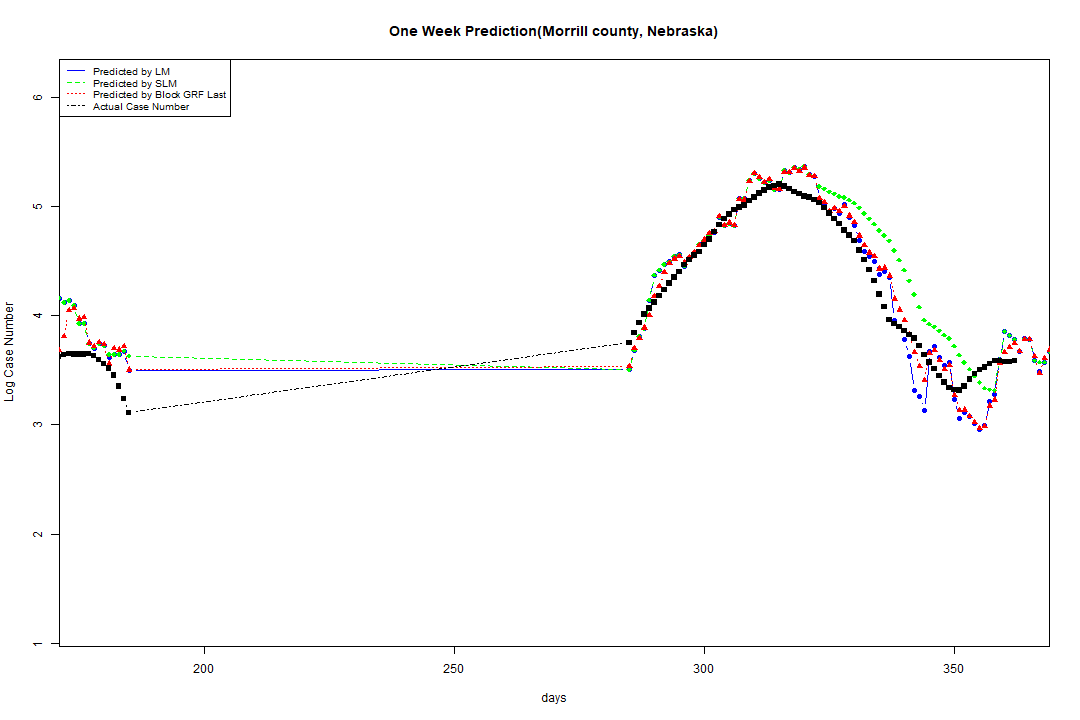 One Week Prediction(Morrill county, Nebraska)
Predicted by LM
Predicted by SLM
Predicted by Block GRF Last
Actual Case Number
6
5
4
3
2
1
Log Case Number
200 250 300 350
days